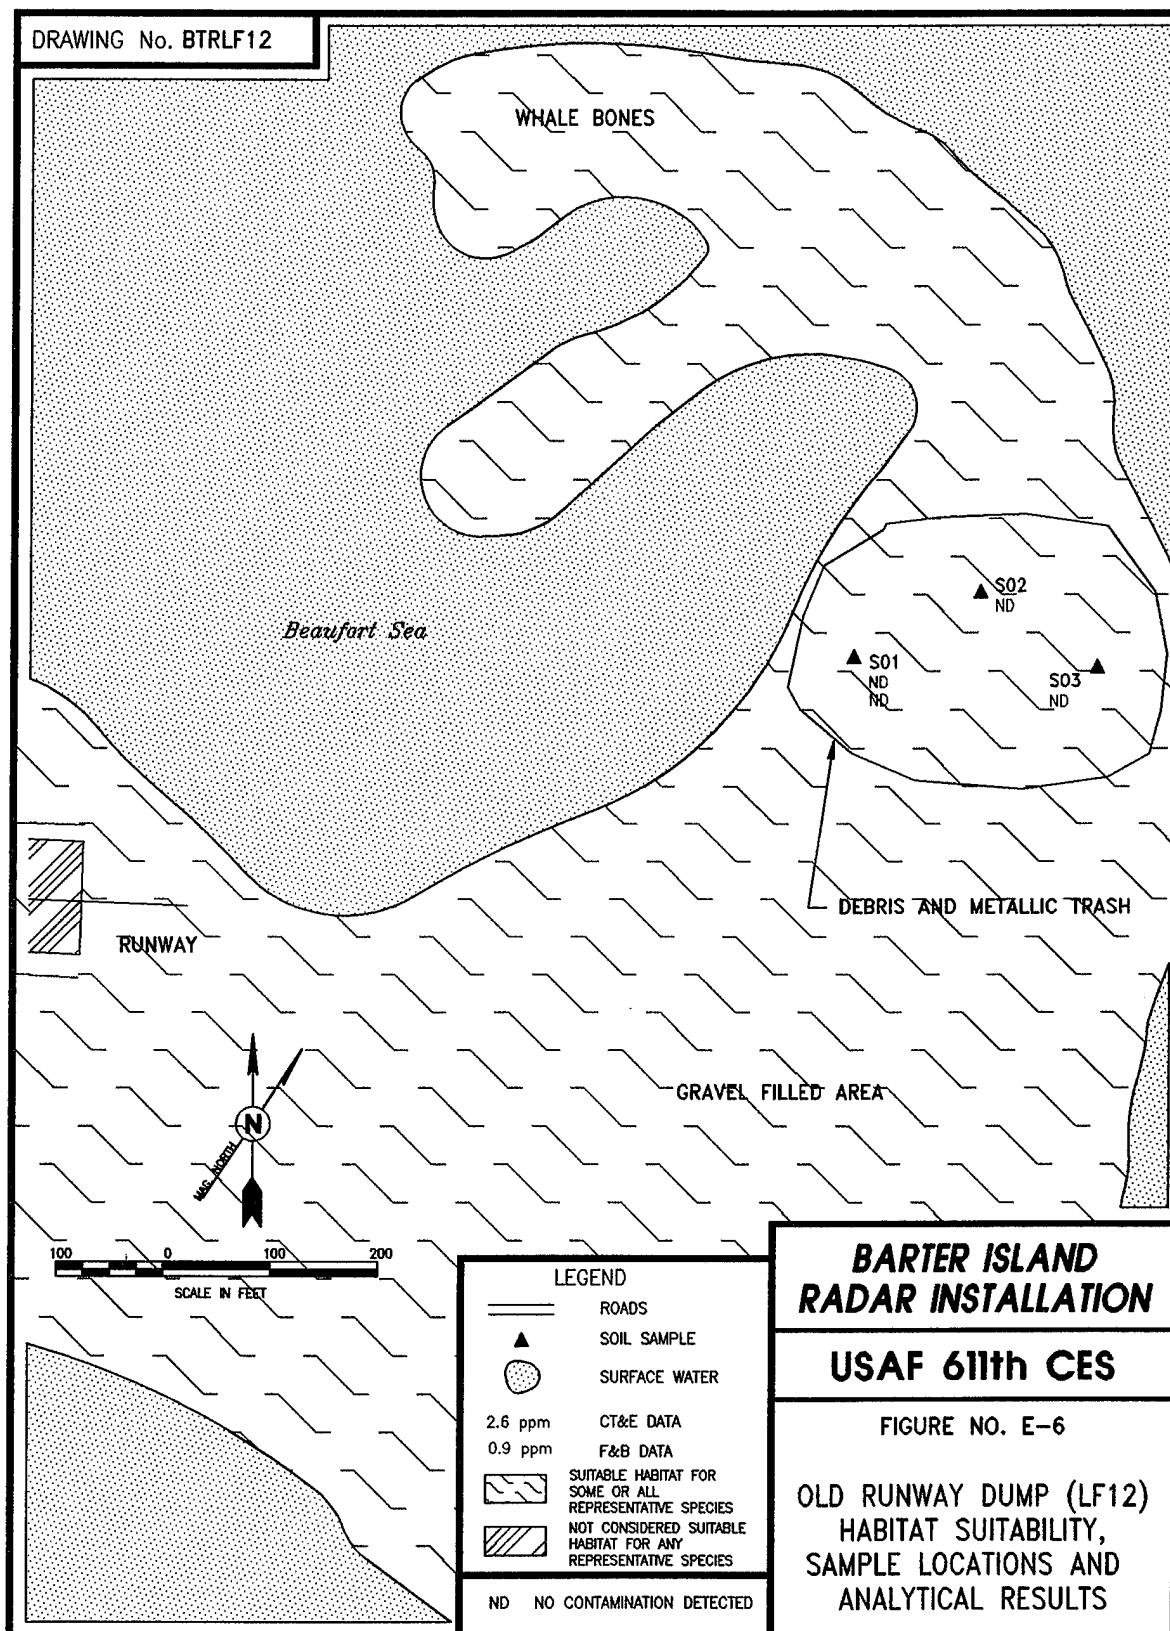 DRAWING No. BTRLF12
WHALE BONES
Beaufort Sea
S02
ND
S01
ND
ND
S03
ND
DEBRIS AND METALLIC TRASH
RUNWAY
GRAVEL FILLED AREA
N
MAG. NORTH
100 0 100 200
SCALE IN FEET
LEGEND
ROADS
SOIL SAMPLE
SURFACE WATER
2.6 ppm CT&E DATA
0.9 ppm F&B DATA
SUITABLE HABITAT FOR
SOME OR ALL
REPRESENTATIVE SPECIES
NOT CONSIDERED SUITABLE
HABITAT FOR ANY
REPRESENTATIVE SPECIES
ND NO CONTAMINATION DETECTED
BARTER ISLAND
RADAR INSTALLATION
USAF 611th CES
FIGURE NO. E-6
OLD RUNWAY DUMP (LF12)
HABITAT SUITABILITY,
SAMPLE LOCATIONS AND
ANALYTICAL RESULTS